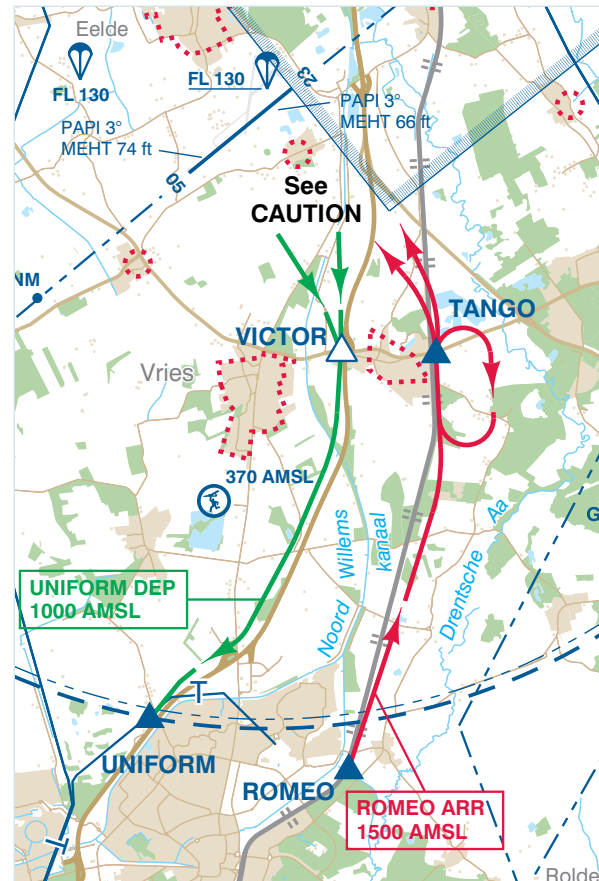 Eelde
FL 130
FL 130
23
PAPI 3°
MEHT 66 ft
PAPI 3°
MEHT 74 ft
05
See
CAUTION
NM
TANGO
VICTOR
Vries
370 AMSL
G
Noord Willems kanaal
Drentsche Aa
UNIFORM DEP
1000 AMSL
T
UNIFORM
ROMEO
ROMEO ARR
1500 AMSL
T
Rolde